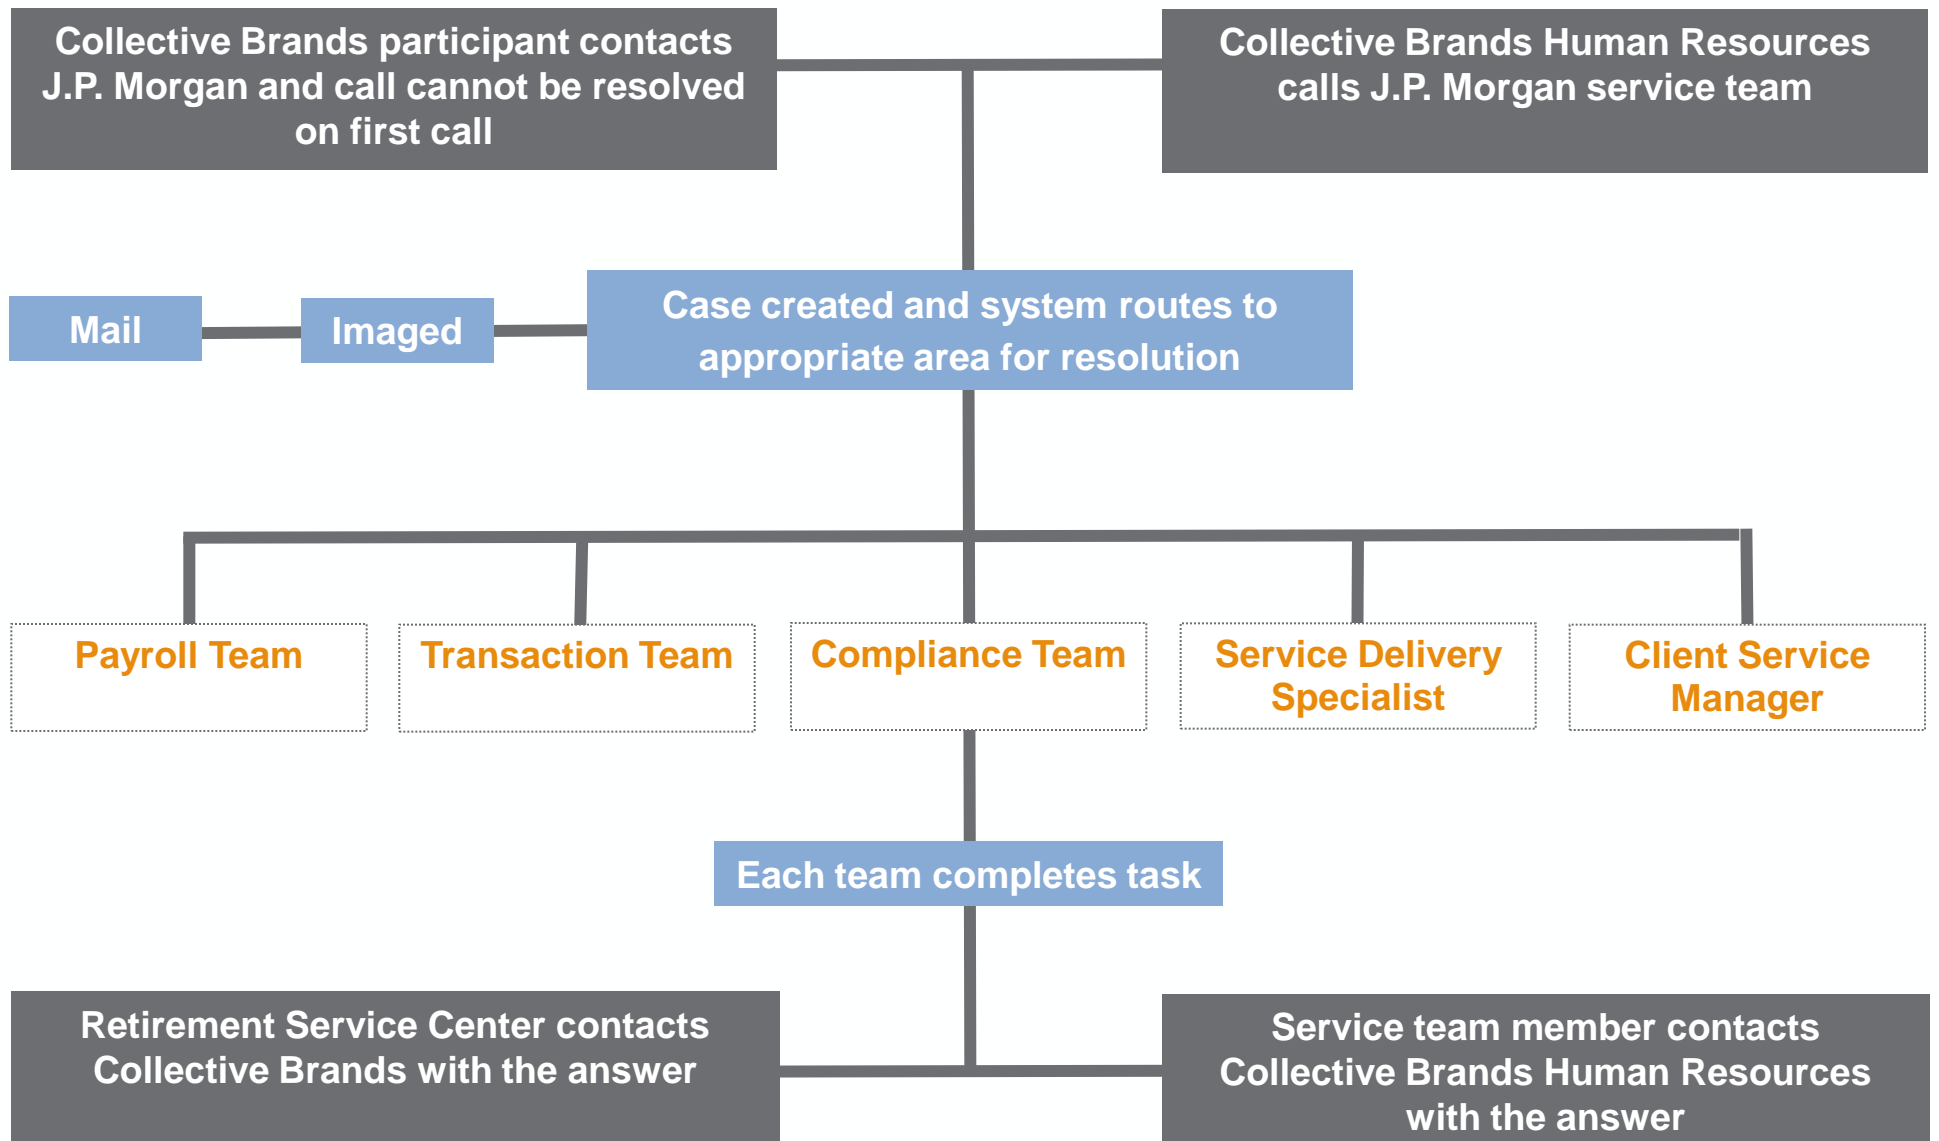 Collective Brands participant contacts
J.P. Morgan and call cannot be resolved
on first call
Collective Brands Human Resources
calls J.P. Morgan service team
Mail
Imaged
Case created and system routes to
appropriate area for resolution
Payroll Team
Transaction Team
Compliance Team
Service Delivery
Specialist
Client Service
Manager
Each team completes task
Retirement Service Center contacts
Collective Brands with the answer
Service team member contacts
Collective Brands Human Resources
with the answer